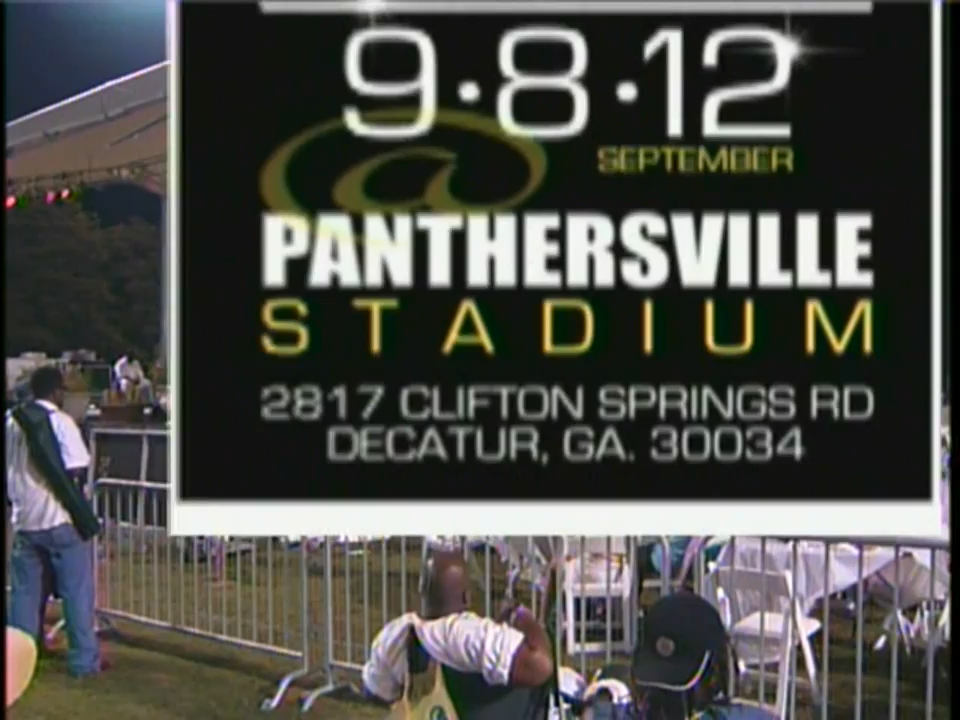 9·8·12
SEPTEMBER
@
PANTHERSVILLE
STADIUM
2817 CLIFTON SPRINGS RD
DECATUR, GA. 30034